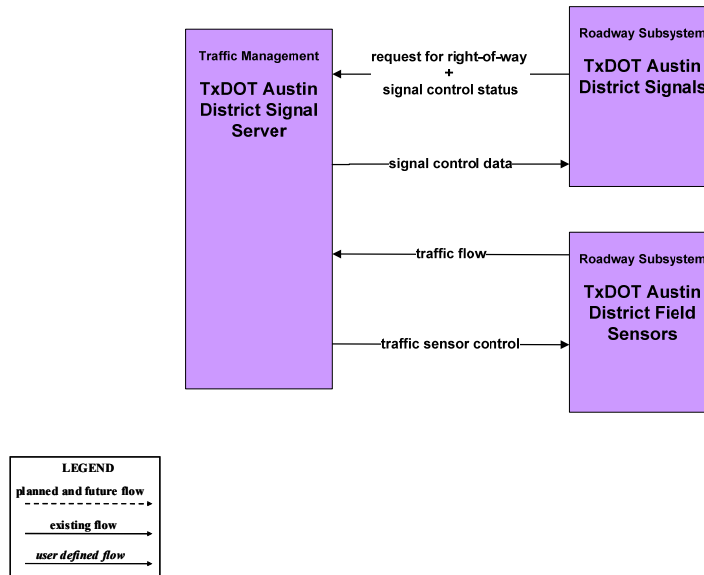 Traffic Management
TxDOT Austin
District Signal
Server
request for right-of-way
+
signal control status
signal control data
traffic flow
traffic sensor control
Roadway Subsystem
TxDOT Austin
District Signals
Roadway Subsystem
TxDOT Austin
District Field
Sensors
LEGEND
planned and future flow
existing flow
user defined flow